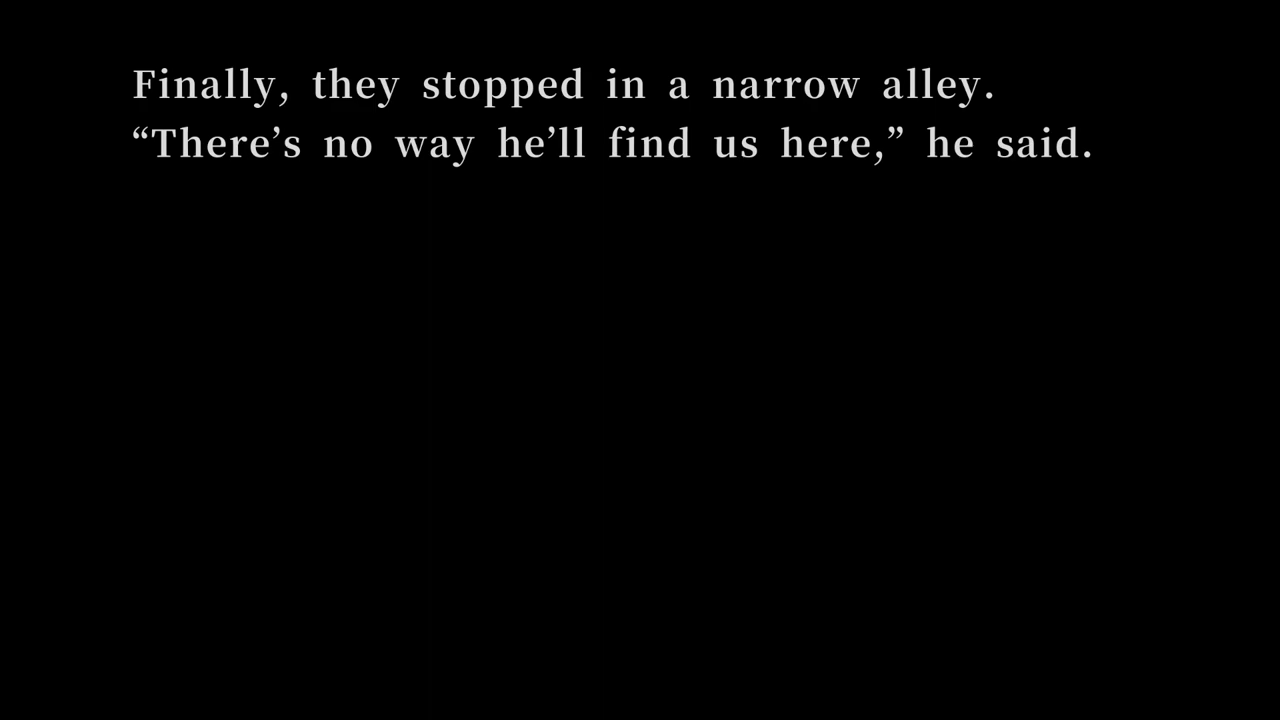 Finally, they stopped in a narrow alley.
“There’s no way he’ll find us here,” he said.